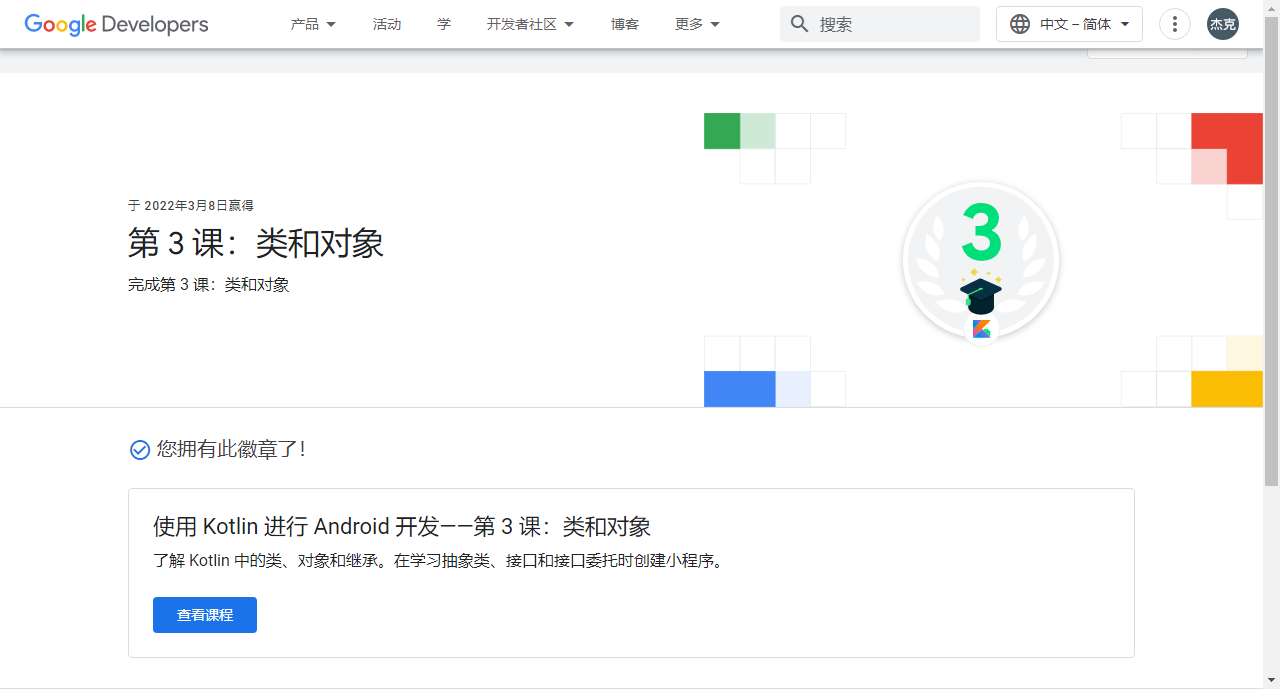 Google Developers 产品 活动 学 开发者社区 博客 更多 搜索 中文 – 简体 杰克
于 2022年3月8日赢得
第 3 课：类和对象
完成第 3 课：类和对象
3
您拥有此徽章了！
使用 Kotlin 进行 Android 开发——第 3 课：类和对象
了解 Kotlin 中的类、对象和继承。在学习抽象类、接口和接口委托时创建小程序。
查看课程